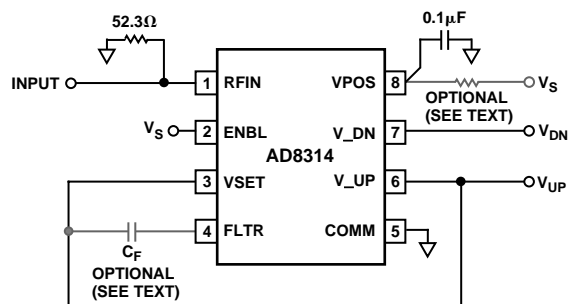 52.3Ω
0.1µF
INPUT
1 RFIN
VPOS 8
OPTIONAL
(SEE TEXT)
VS
VS
2 ENBL
V_DN 7
VDN
AD8314
3 VSET
V_UP 6
VUP
4 FLTR
COMM 5
CF
OPTIONAL
(SEE TEXT)